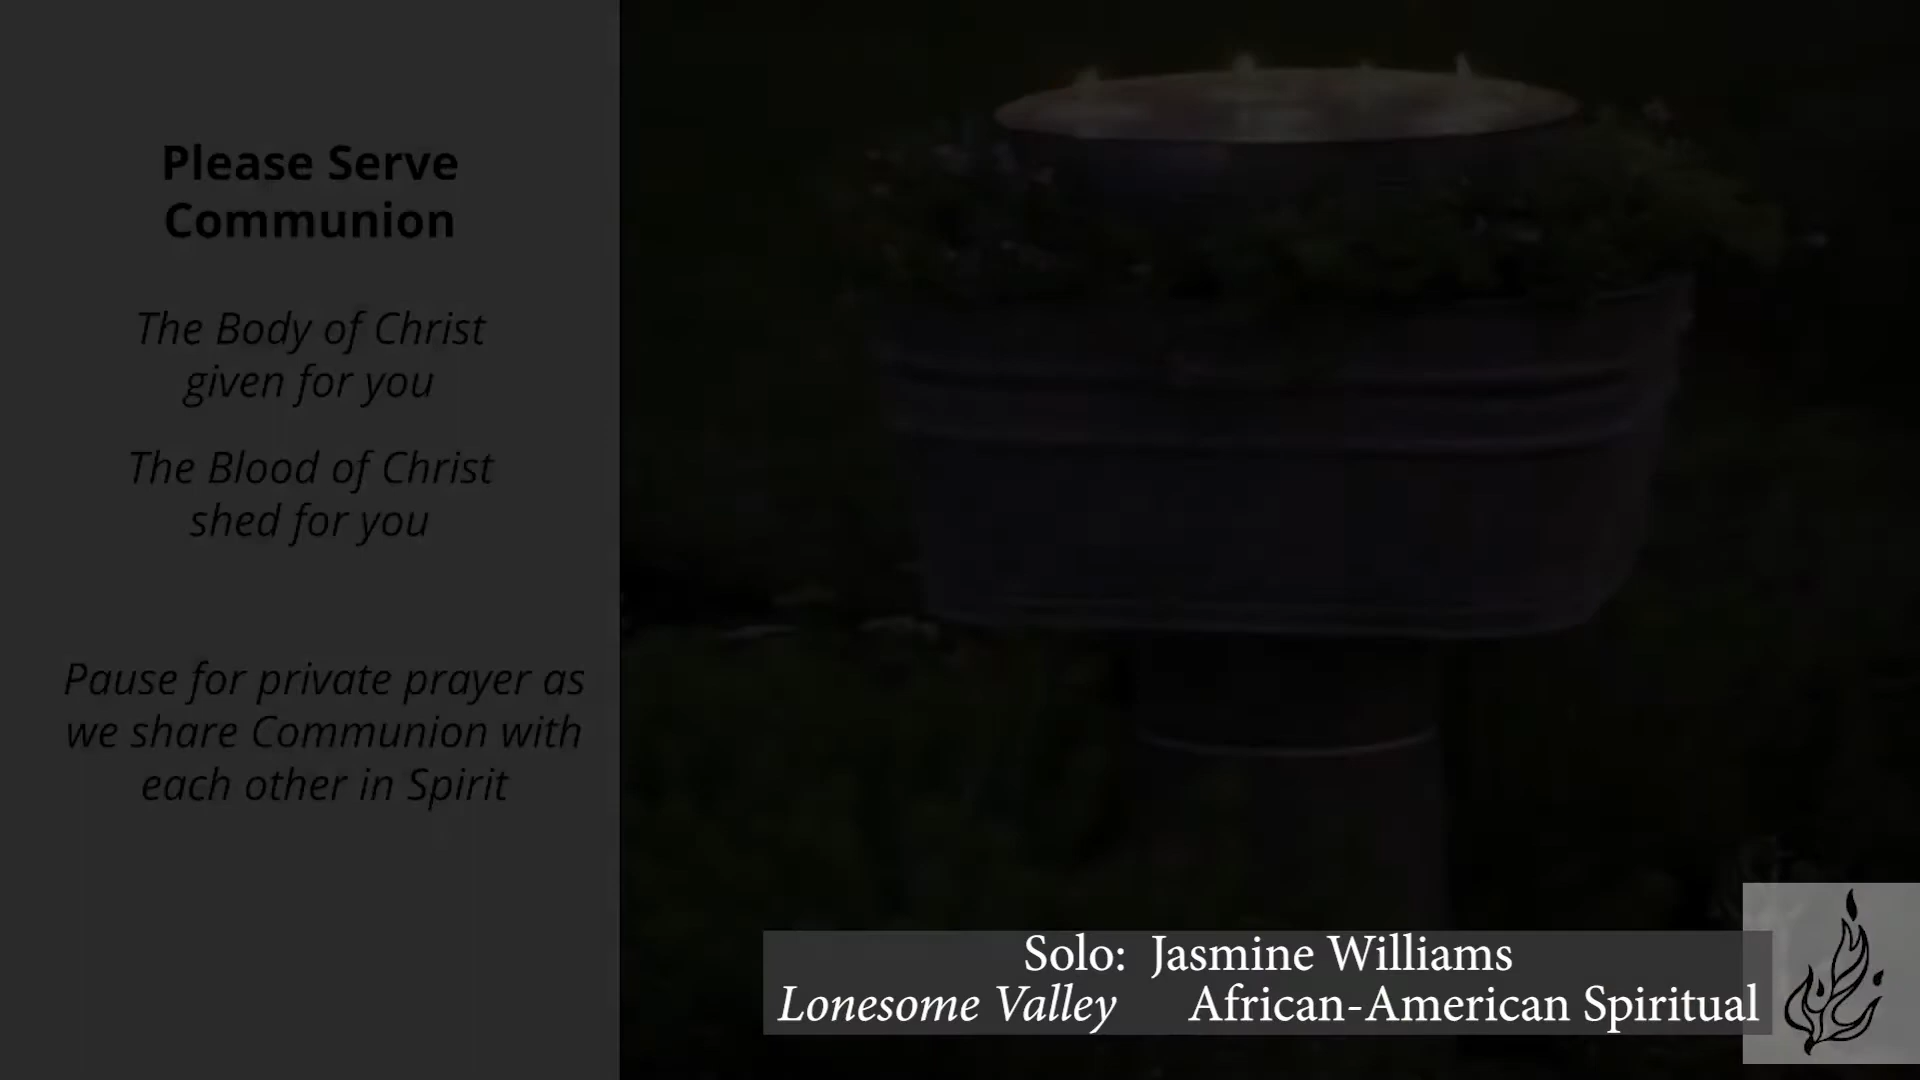 Please Serve
Communion
The Body of Christ
given for you
The Blood of Christ
shed for you
Pause for private prayer as
we share Communion with
each other in Spirit
Solo: Jasmine Williams
Lonesome Valley African-American Spiritual